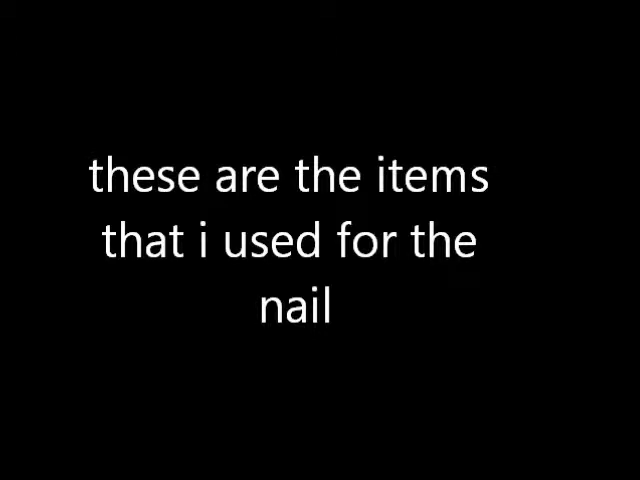 these are the items
that i used for the
nail